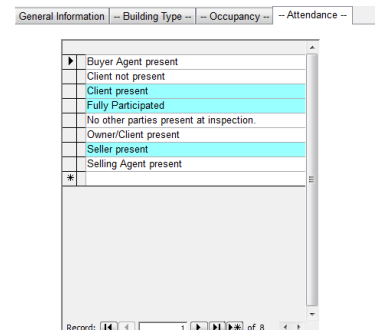 General Information -- Building Type -- -- Occupancy -- -- Attendance --
Buyer Agent present
Client not present
Client present
Fully Participated
No other parties present at inspection.
Owner/Client present
Seller present
Selling Agent present
*
Record: 1 of 8